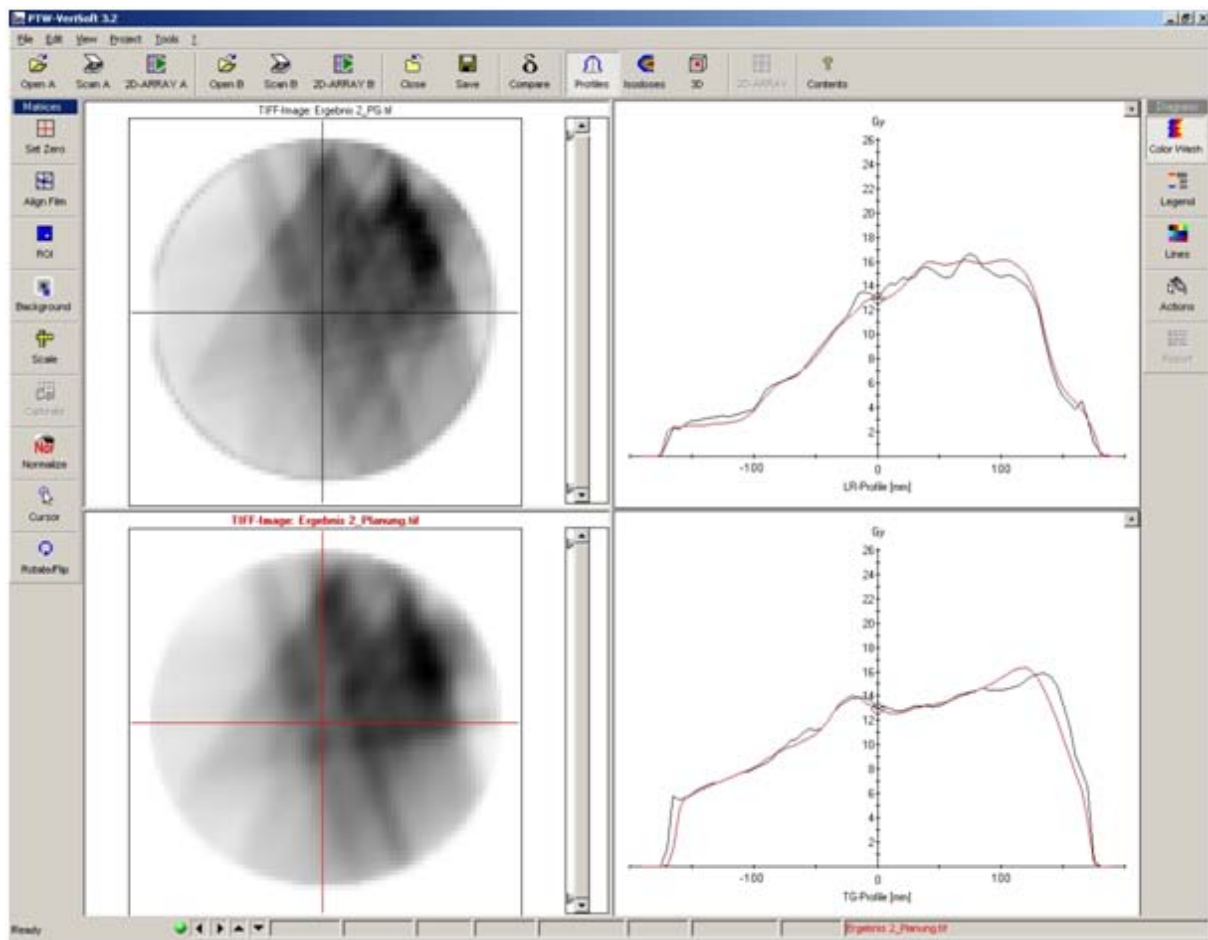 PTW-VeriSoft 3.2
File Edit View Project Tools ?
Open A Scan A 2D-ARRAY A Open B Scan B 2D-ARRAY B Close Save Compare Profiles Isodoses 3D 2D-ARRAY Contents
Matrices
Set Zero
Align Film
ROI
Background
Scale
Calibrate
Normalize
Cursor
Rotate/Flip
TIFF-Image: Ergebnis 2_PG.tif
Gy
26
24
22
20
18
16
14
12
10
8
6
4
2
-100 0 100
LR-Profile [mm]
Color Wash
Legend
Lines
Actions
Report
TIFF-Image: Ergebnis 2_Planung.tif
Gy
26
24
22
20
18
16
14
12
10
8
6
4
2
-100 0 100
TG-Profile [mm]
Ready
Ergebnis 2_Planung.tif